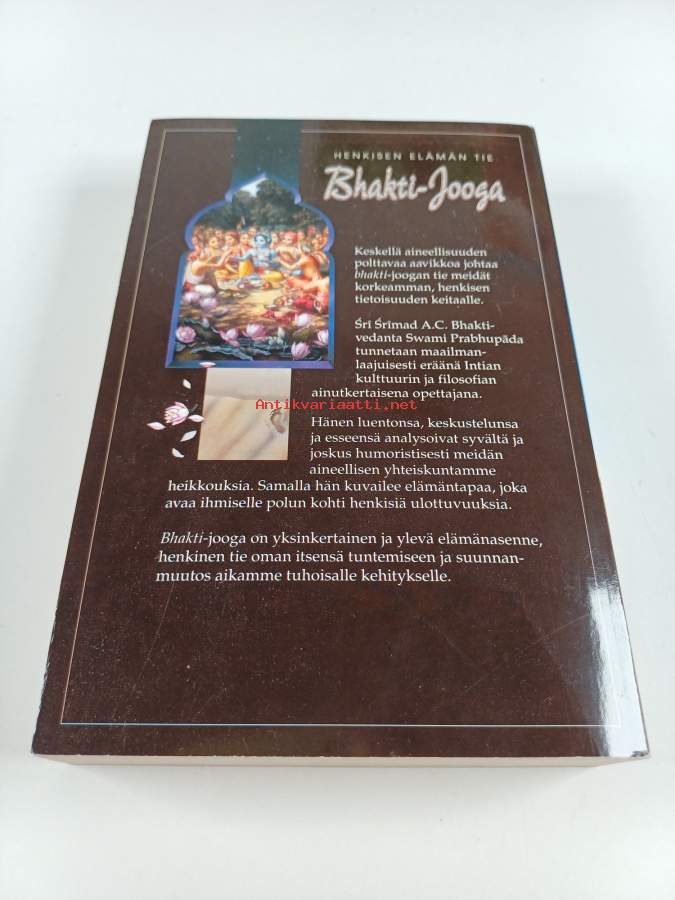 HENKISEN ELÄMÄN TIE
Bhakti-Jooga
Keskellä aineellisuuden
polttavaa aavikkoa johtaa
bhakti-joogan tie meidät
korkeamman, henkisen
tietoisuuden keitaalle.
Śrī Śrīmad A.C. Bhakti-
vedanta Swami Prabhupāda
tunnetaan maailman-
laajuisesti eräänä Intian
kulttuurin ja filosofian
ainutkertaisena opettajana.
Antikvariaatti.net
Hänen luentonsa, keskustelunsa
ja esseensä analysoivat syvältä ja
joskus humoristisesti meidän
aineellisen yhteiskuntamme
heikkouksia. Samalla hän kuvailee elämäntapaa, joka
avaa ihmiselle polun kohti henkisiä ulottuvuuksia.
Bhakti-jooga on yksinkertainen ja ylevä elämänasenne,
henkinen tie oman itsensä tuntemiseen ja suunnan-
muutos aikamme tuhoisalle kehitykselle.